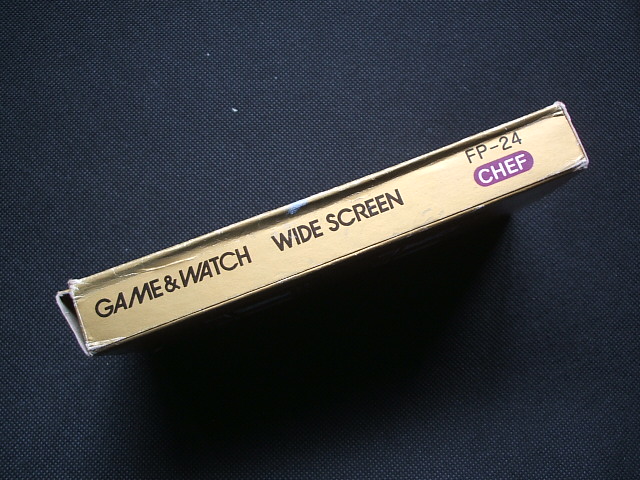 GAME & WATCH WIDE SCREEN
FP-24
CHEF